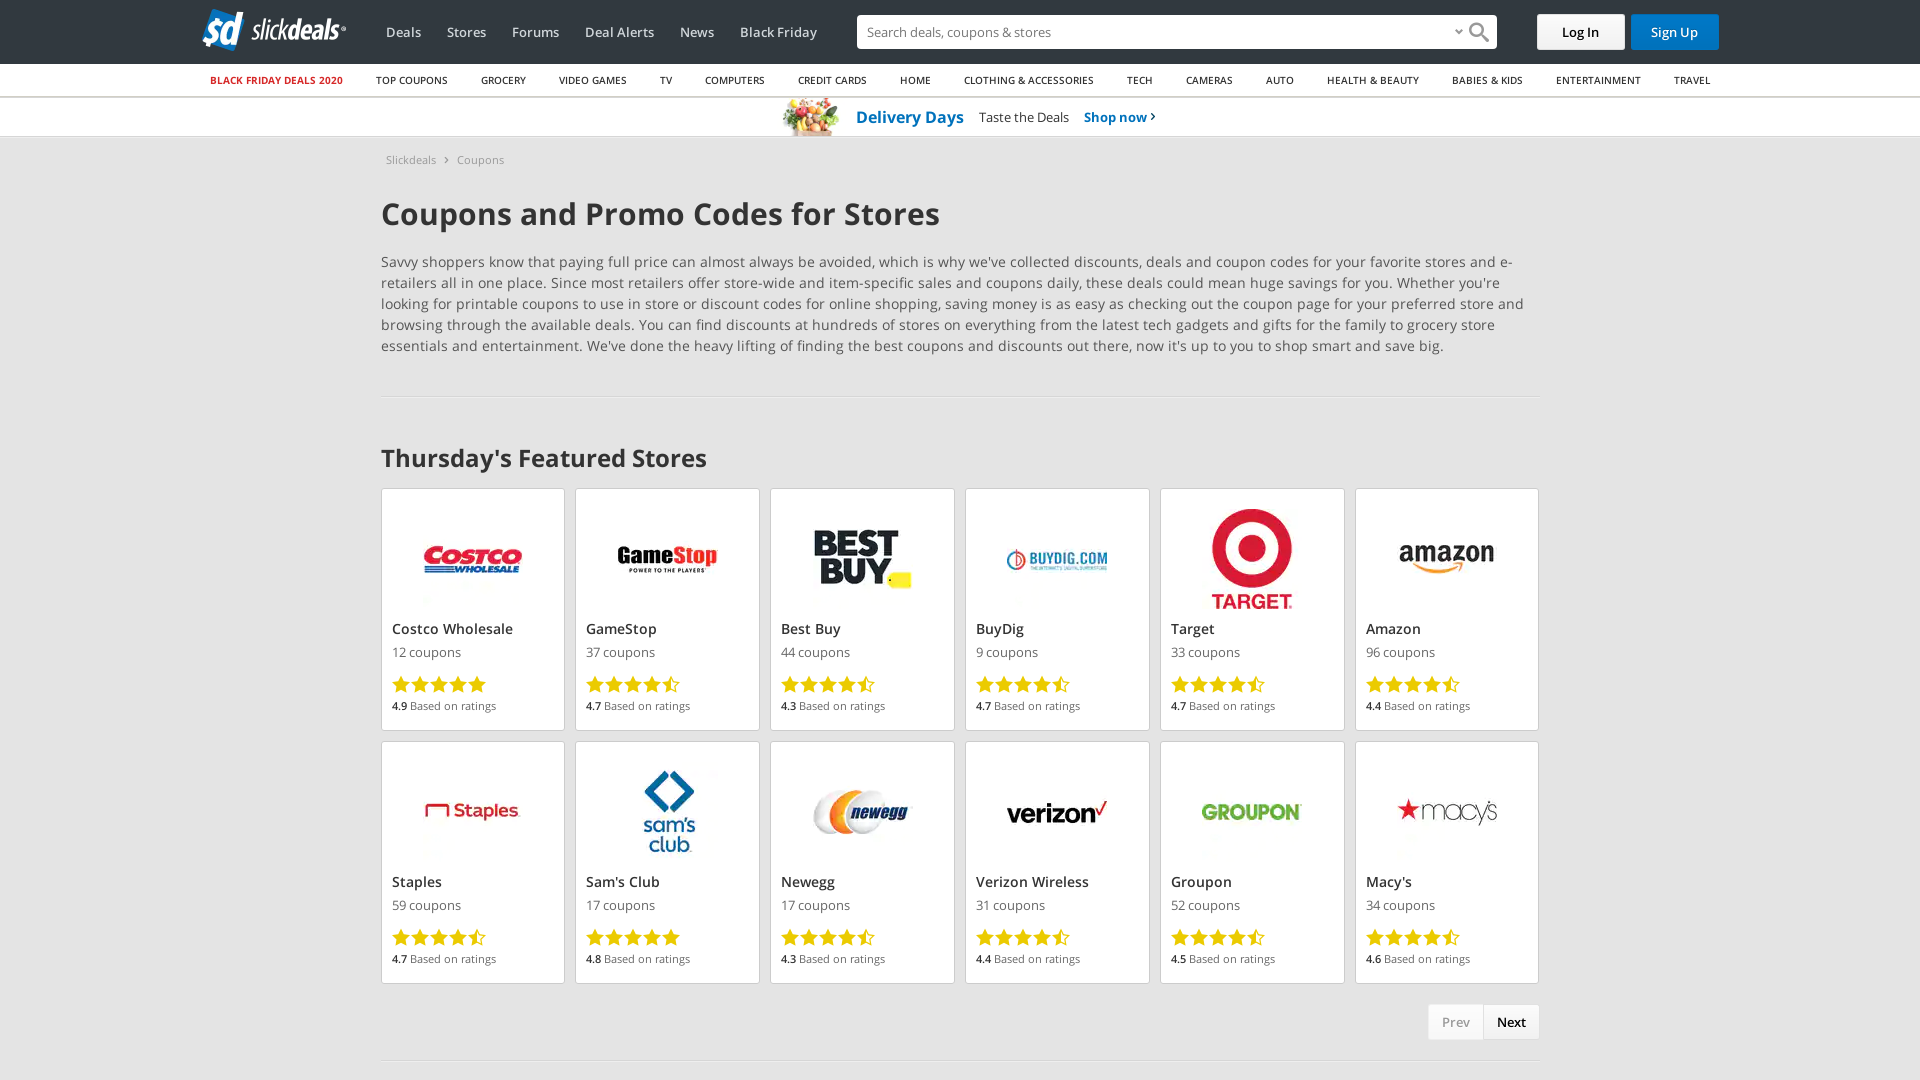 sd slickdeals®
Deals Stores Forums Deal Alerts News Black Friday
Search deals, coupons & stores
Log In Sign Up
BLACK FRIDAY DEALS 2020 TOP COUPONS GROCERY VIDEO GAMES TV COMPUTERS CREDIT CARDS HOME CLOTHING & ACCESSORIES TECH CAMERAS AUTO HEALTH & BEAUTY BABIES & KIDS ENTERTAINMENT TRAVEL
Delivery Days Taste the Deals Shop now
Slickdeals › Coupons
Coupons and Promo Codes for Stores
Savvy shoppers know that paying full price can almost always be avoided, which is why we've collected discounts, deals and coupon codes for your favorite stores and e-
retailers all in one place. Since most retailers offer store-wide and item-specific sales and coupons daily, these deals could mean huge savings for you. Whether you're
looking for printable coupons to use in store or discount codes for online shopping, saving money is as easy as checking out the coupon page for your preferred store and
browsing through the available deals. You can find discounts at hundreds of stores on everything from the latest tech gadgets and gifts for the family to grocery store
essentials and entertainment. We've done the heavy lifting of finding the best coupons and discounts out there, now it's up to you to shop smart and save big.
Thursday's Featured Stores
COSTCO
WHOLESALE
Costco Wholesale
12 coupons
4.9 Based on ratings
GameStop
POWER TO THE PLAYERS
GameStop
37 coupons
4.7 Based on ratings
BEST
BUY
Best Buy
44 coupons
4.3 Based on ratings
BUYDIG.COM
THE INTERNET'S DIGITAL SUPERSTORE
BuyDig
9 coupons
4.7 Based on ratings
TARGET
Target
33 coupons
4.7 Based on ratings
amazon
Amazon
96 coupons
4.4 Based on ratings
Staples
Staples
59 coupons
4.7 Based on ratings
sam's
club
Sam's Club
17 coupons
4.8 Based on ratings
newegg
Newegg
17 coupons
4.3 Based on ratings
verizon
Verizon Wireless
31 coupons
4.4 Based on ratings
GROUPON
Groupon
52 coupons
4.5 Based on ratings
macy's
Macy's
34 coupons
4.6 Based on ratings
Prev Next